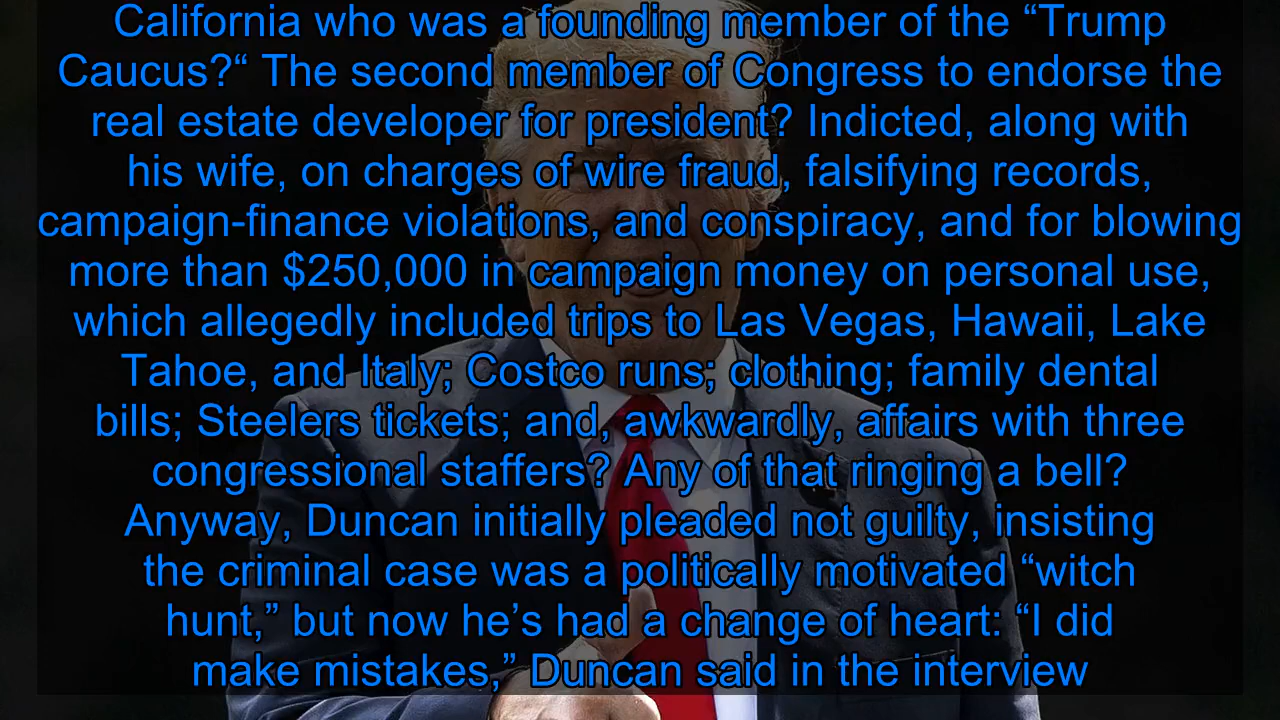 California who was a founding member of the “Trump
Caucus?“ The second member of Congress to endorse the
real estate developer for president? Indicted, along with
his wife, on charges of wire fraud, falsifying records,
campaign-finance violations, and conspiracy, and for blowing
more than $250,000 in campaign money on personal use,
which allegedly included trips to Las Vegas, Hawaii, Lake
Tahoe, and Italy; Costco runs; clothing; family dental
bills; Steelers tickets; and, awkwardly, affairs with three
congressional staffers? Any of that ringing a bell?
Anyway, Duncan initially pleaded not guilty, insisting
the criminal case was a politically motivated “witch
hunt,” but now he’s had a change of heart: “I did
make mistakes,” Duncan said in the interview